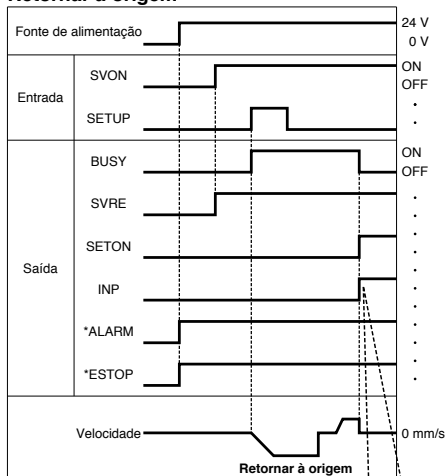 Retornar à origem
Fonte de alimentação
24 V
0 V
Entrada
SVON
ON
OFF
SETUP
Saída
BUSY
ON
OFF
SVRE
SETON
INP
*ALARM
*ESTOP
Velocidade
0 mm/s
Retornar à origem